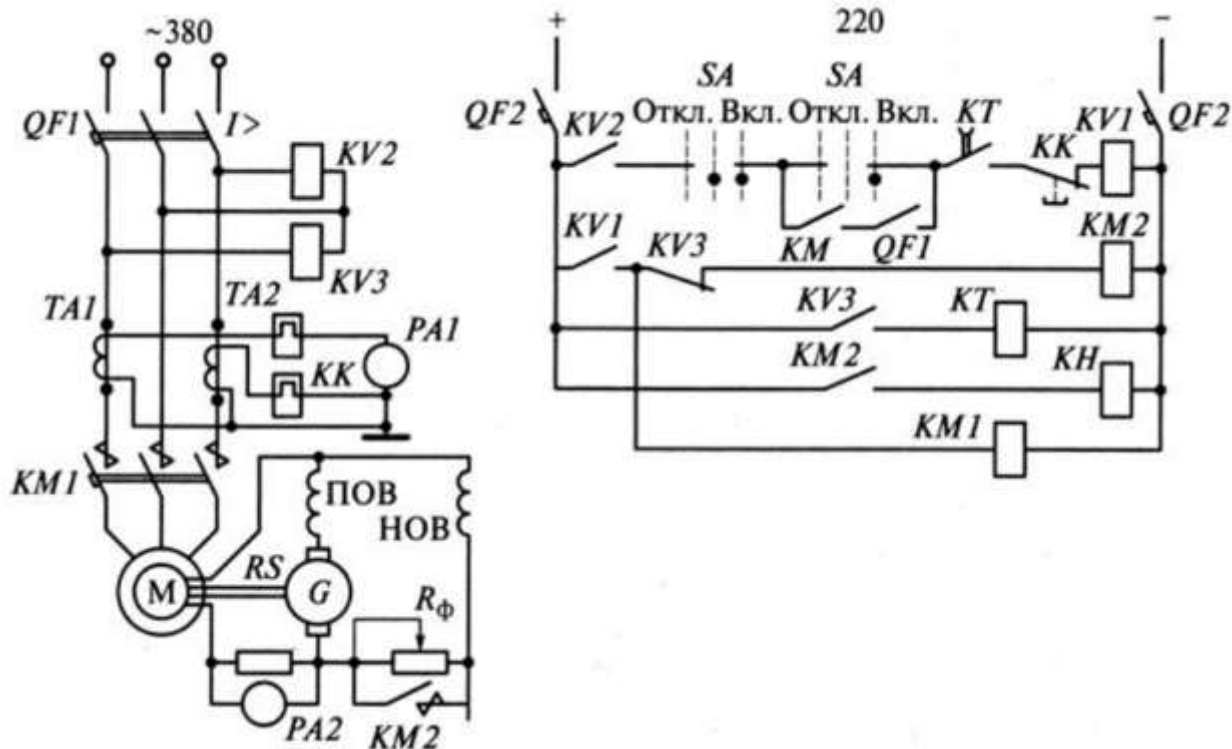 ~380
QF1
I>
KV2
KV3
TA1
TA2
PA1
KK
KM1
ПОВ
НОВ
M
RS
G
Rф
PA2
KM2
+ 220 −
SA SA
QF2 KV2 Откл. Вкл. Откл. Вкл. KT KV1 QF2
KK
KV1 KV3 KM QF1 KM2
KV3 KT
KM2 KH
KM1